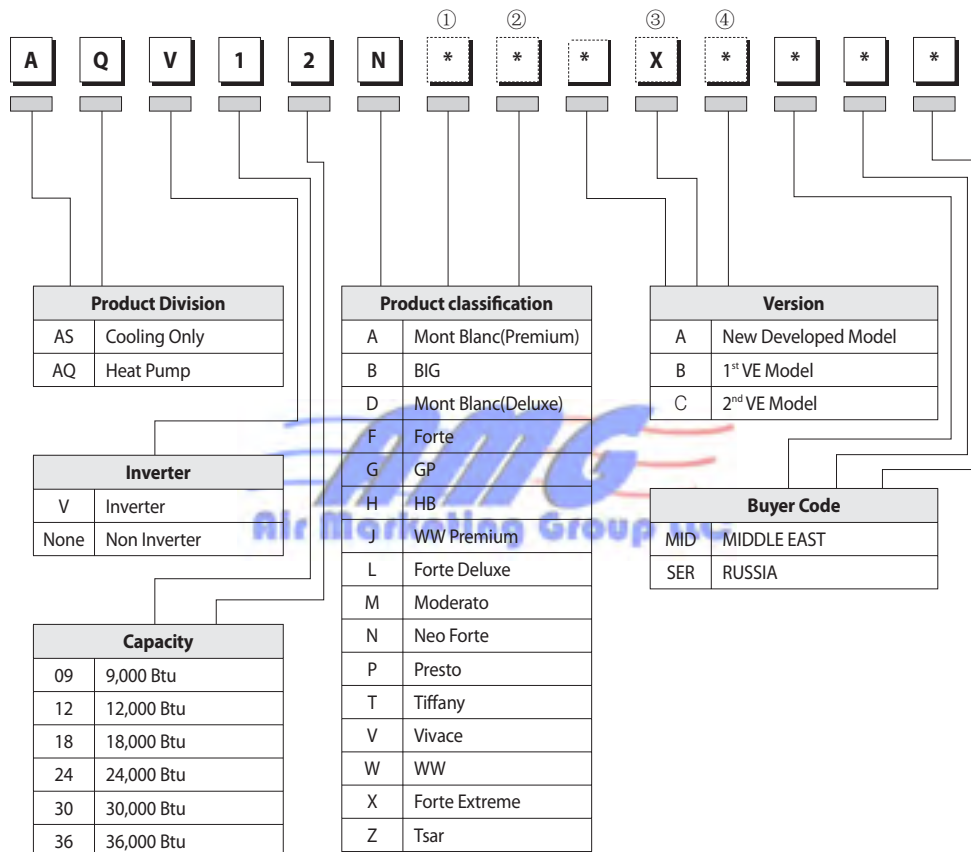 ① ② ③ ④
A Q V 1 2 N * * * X * * * *
Product Division
AS Cooling Only
AQ Heat Pump
Inverter
V Inverter
None Non Inverter
Capacity
09 9,000 Btu
12 12,000 Btu
18 18,000 Btu
24 24,000 Btu
30 30,000 Btu
36 36,000 Btu
Product classification
A Mont Blanc(Premium)
B BIG
D Mont Blanc(Deluxe)
F Forte
G GP
H HB
J WW Premium
L Forte Deluxe
M Moderato
N Neo Forte
P Presto
T Tiffany
V Vivace
W WW
X Forte Extreme
Z Tsar
Version
A New Developed Model
B 1st VE Model
C 2nd VE Model
Buyer Code
MID MIDDLE EAST
SER RUSSIA
AMG
Air Marketing Group LLC